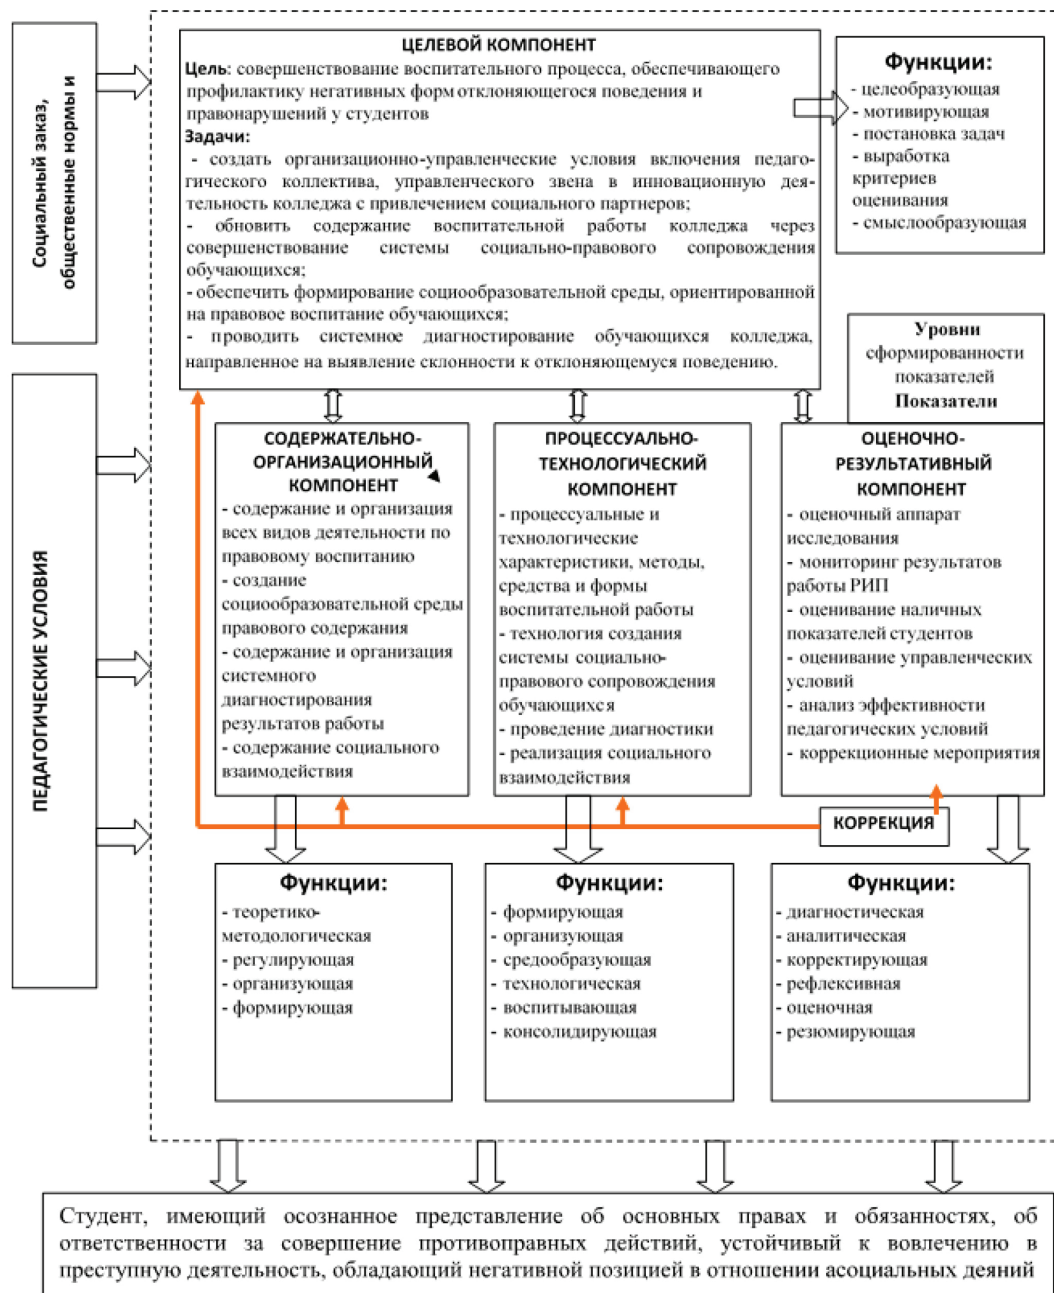 Социальный заказ,
общественные нормы и
ПЕДАГОГИЧЕСКИЕ УСЛОВИЯ
ЦЕЛЕВОЙ КОМПОНЕНТ
Цель: совершенствование воспитательного процесса, обеспечивающего
профилактику негативных форм отклоняющегося поведения и
правонарушений у студентов
Задачи:
- создать организационно-управленческие условия включения педаго-
гического коллектива, управленческого звена в инновационную дея-
тельность колледжа с привлечением социального партнеров;
- обновить содержание воспитательной работы колледжа через
совершенствование системы социально-правового сопровождения
обучающихся;
- обеспечить формирование социообразовательной среды, ориентированной
на правовое воспитание обучающихся;
- проводить системное диагностирование обучающихся колледжа,
направленное на выявление склонности к отклоняющемуся поведению.
Функции:
- целеобразующая
- мотивирующая
- постановка задач
- выработка
критериев
оценивания
- смыслообразующая
Уровни
сформированности
показателей
Показатели
СОДЕРЖАТЕЛЬНО-
ОРГАНИЗАЦИОННЫЙ
КОМПОНЕНТ
- содержание и организация
всех видов деятельности по
правовому воспитанию
- создание
социообразовательной среды
правового содержания
- содержание и организация
системного
диагностирования
результатов работы
- содержание социального
взаимодействия
ПРОЦЕССУАЛЬНО-
ТЕХНОЛОГИЧЕСКИЙ
КОМПОНЕНТ
- процессуальные и
технологические
характеристики, методы,
средства и формы
воспитательной работы
- технология создания
системы социально-
правового сопровождения
обучающихся
- проведение диагностики
- реализация социального
взаимодействия
ОЦЕНОЧНО-
РЕЗУЛЬТАТИВНЫЙ
КОМПОНЕНТ
- оценочный аппарат
исследования
- мониторинг результатов
работы РИП
- оценивание наличных
показателей студентов
- оценивание управленческих
условий
- анализ эффективности
педагогических условий
- коррекционные мероприятия
КОРРЕКЦИЯ
Функции:
- теоретико-
методологическая
- регулирующая
- организующая
- формирующая
Функции:
- формирующая
- организующая
- средообразующая
- технологическая
- воспитывающая
- консолидирующая
Функции:
- диагностическая
- аналитическая
- корректирующая
- рефлексивная
- оценочная
- резюмирующая
Студент, имеющий осознанное представление об основных правах и обязанностях, об
ответственности за совершение противоправных действий, устойчивый к вовлечению в
преступную деятельность, обладающий негативной позицией в отношении асоциальных деяний